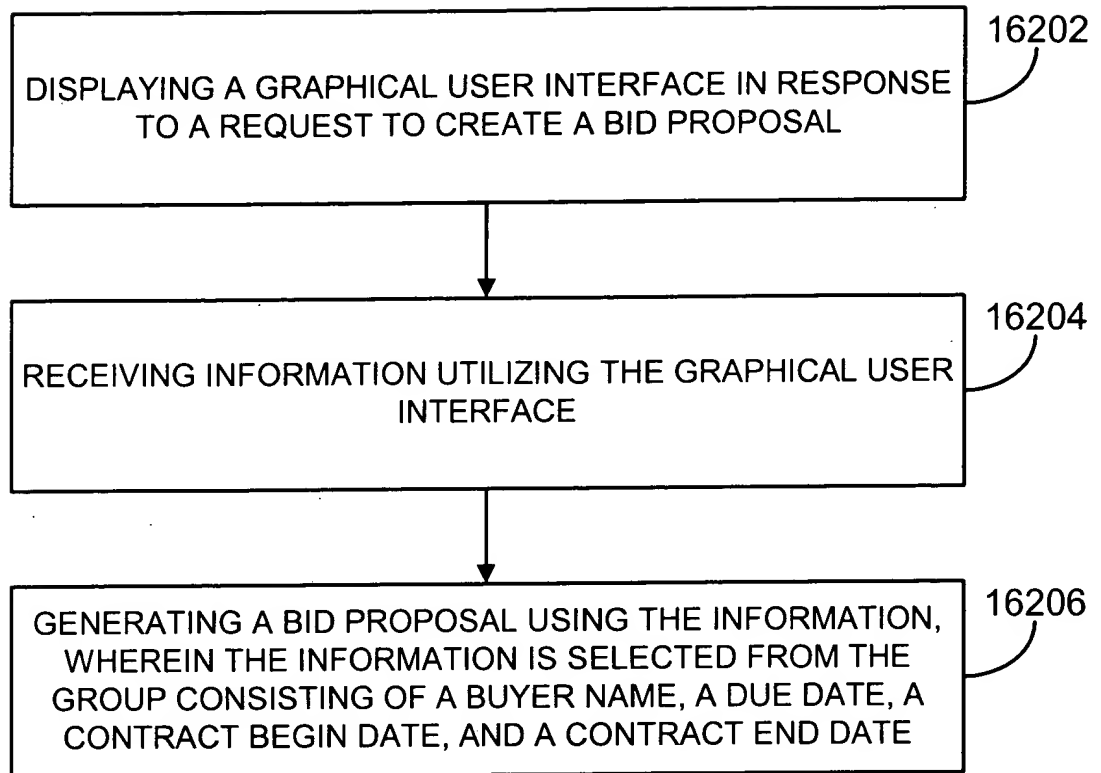 16202
DISPLAYING A GRAPHICAL USER INTERFACE IN RESPONSE
TO A REQUEST TO CREATE A BID PROPOSAL
16204
RECEIVING INFORMATION UTILIZING THE GRAPHICAL USER
INTERFACE
16206
GENERATING A BID PROPOSAL USING THE INFORMATION,
WHEREIN THE INFORMATION IS SELECTED FROM THE
GROUP CONSISTING OF A BUYER NAME, A DUE DATE, A
CONTRACT BEGIN DATE, AND A CONTRACT END DATE